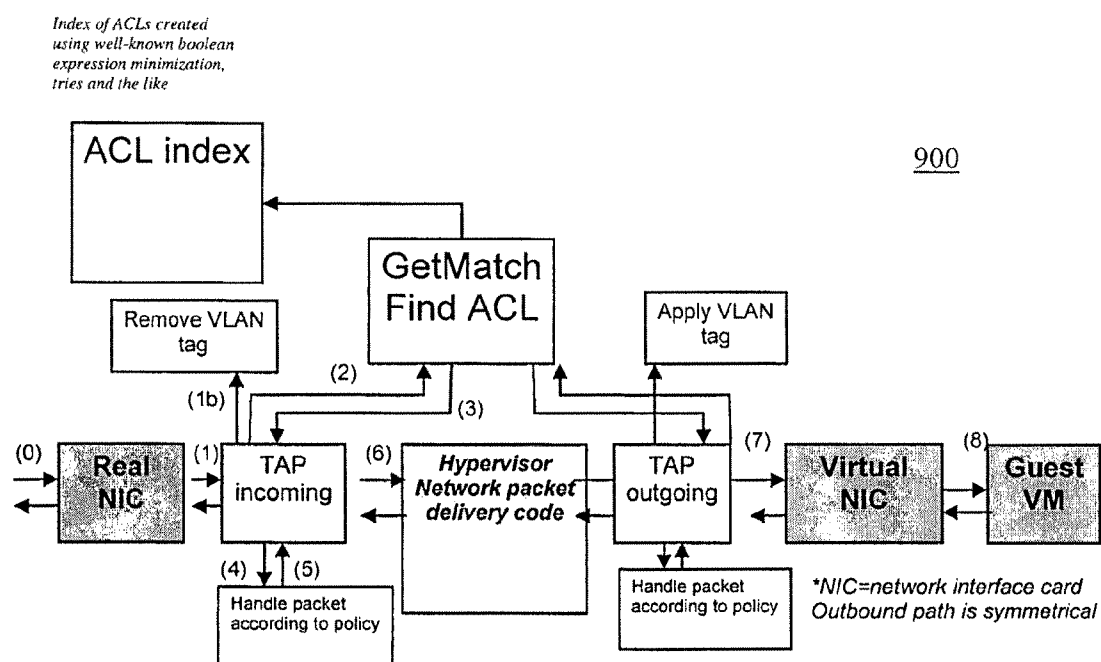 Index of ACLs created
using well-known boolean
expression minimization,
tries and the like
ACL index
900
GetMatch
Find ACL
Remove VLAN
tag
Apply VLAN
tag
(1b)
(2)
(3)
(0)
Real
NIC
(1)
TAP
incoming
(6)
Hypervisor
Network packet
delivery code
TAP
outgoing
(7)
Virtual
NIC
(8)
Guest
VM
(4)
(5)
Handle packet
according to policy
Handle packet
according to policy
*NIC=network interface card
Outbound path is symmetrical